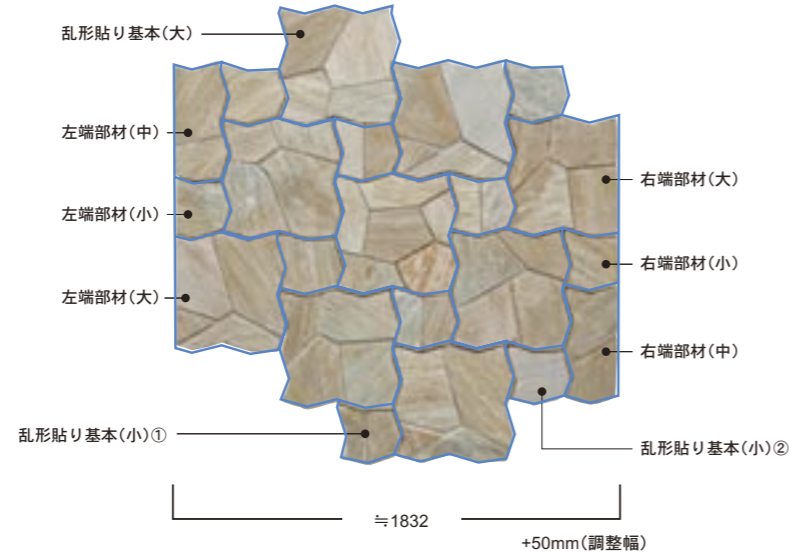 乱形貼り基本(大)
左端部材(中)
左端部材(小)
左端部材(大)
乱形貼り基本(小)①
右端部材(大)
右端部材(小)
右端部材(中)
乱形貼り基本(小)②
≒1832
+50mm(調整幅)